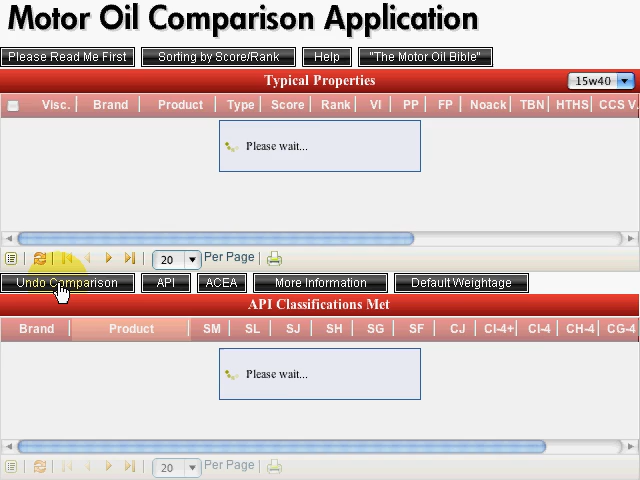 Motor Oil Comparison Application
Please Read Me First Sorting by Score/Rank Help "The Motor Oil Bible"
Typical Properties 15w40
Visc. Brand Product Type Score Rank VI PP FP Noack TBN HTHS CCS V.
Please wait...
20 Per Page
Undo Comparison API ACEA More Information Default Weightage
API Classifications Met
Brand Product SM SL SJ SH SG SF CJ CI-4+ CI-4 CH-4 CG-4
Please wait...
20 Per Page